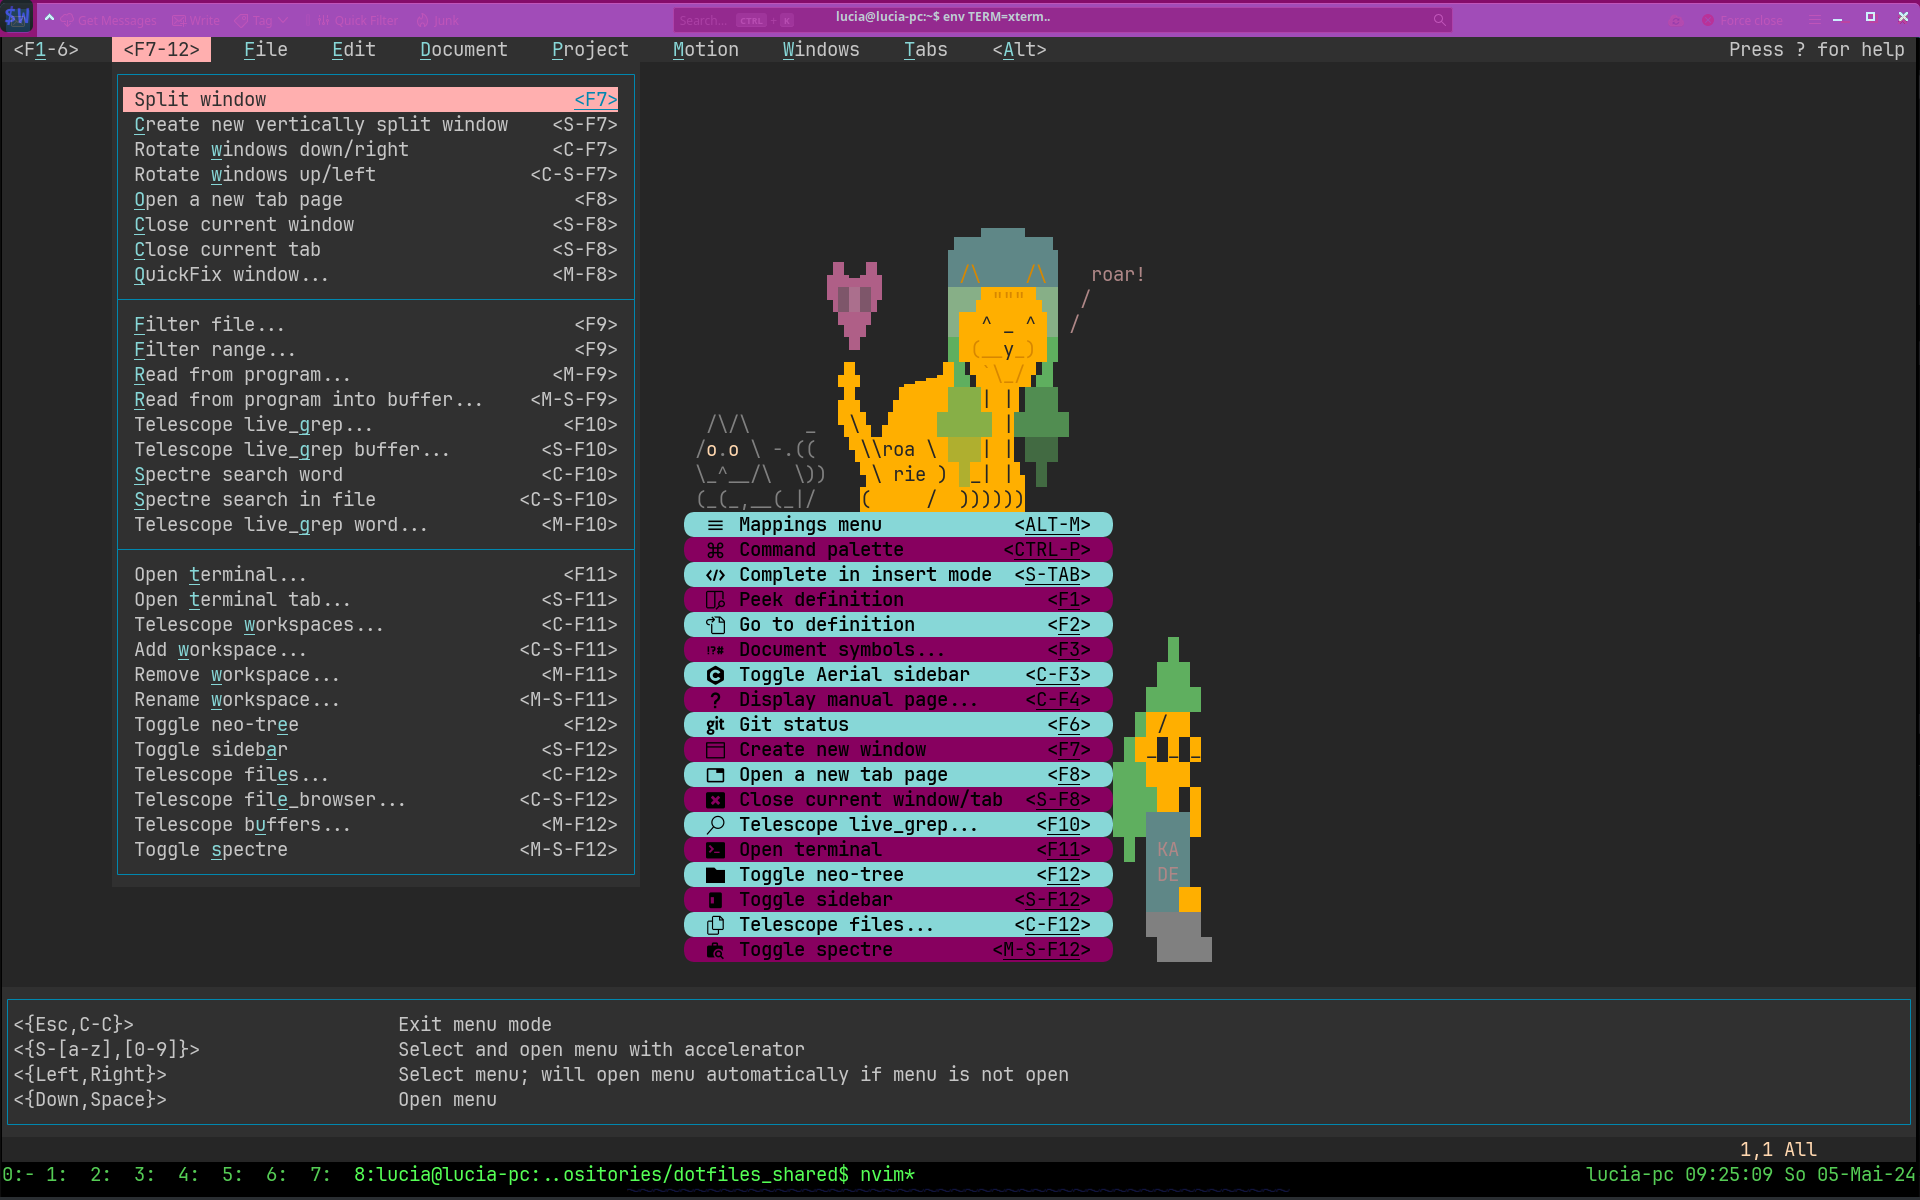 Get Messages Write Tag Quick Filter Junk Search... CTRL + K lucia@lucia-pc:~$ env TERM=xterm.. Force close
<F1-6> <F7-12> File Edit Document Project Motion Windows Tabs <Alt> Press ? for help
Split window <F7>
Create new vertically split window <S-F7>
Rotate windows down/right <C-F7>
Rotate windows up/left <C-S-F7>
Open a new tab page <F8>
Close current window <S-F8>
Close current tab <S-F8>
QuickFix window... <M-F8>
Filter file... <F9>
Filter range... <F9>
Read from program... <M-F9>
Read from program into buffer... <M-S-F9>
Telescope live_grep... <F10>
Telescope live_grep buffer... <S-F10>
Spectre search word <C-F10>
Spectre search in file <C-S-F10>
Telescope live_grep word... <M-F10>
Open terminal... <F11>
Open terminal tab... <S-F11>
Telescope workspaces... <C-F11>
Add workspace... <C-S-F11>
Remove workspace... <M-F11>
Rename workspace... <M-S-F11>
Toggle neo-tree <F12>
Toggle sidebar <S-F12>
Telescope files... <C-F12>
Telescope file_browser... <C-S-F12>
Telescope buffers... <M-F12>
Toggle spectre <M-S-F12>
roar!
roa
rie
Mappings menu <ALT-M>
Command palette <CTRL-P>
Complete in insert mode <S-TAB>
Peek definition <F1>
Go to definition <F2>
Document symbols... <F3>
Toggle Aerial sidebar <C-F3>
Display manual page... <C-F4>
git Git status <F6>
Create new window <F7>
Open a new tab page <F8>
Close current window/tab <S-F8>
Telescope live_grep... <F10>
Open terminal <F11>
Toggle neo-tree <F12>
Toggle sidebar <S-F12>
Telescope files... <C-F12>
Toggle spectre <M-S-F12>
KA
DE
<{Esc,C-C}> Exit menu mode
<{S-[a-z],[0-9]}> Select and open menu with accelerator
<{Left,Right}> Select menu; will open menu automatically if menu is not open
<{Down,Space}> Open menu
1,1 All
0:- 1: 2: 3: 4: 5: 6: 7: 8:lucia@lucia-pc:..ositories/dotfiles_shared$ nvim* lucia-pc 09:25:09 So 05-Mai-24